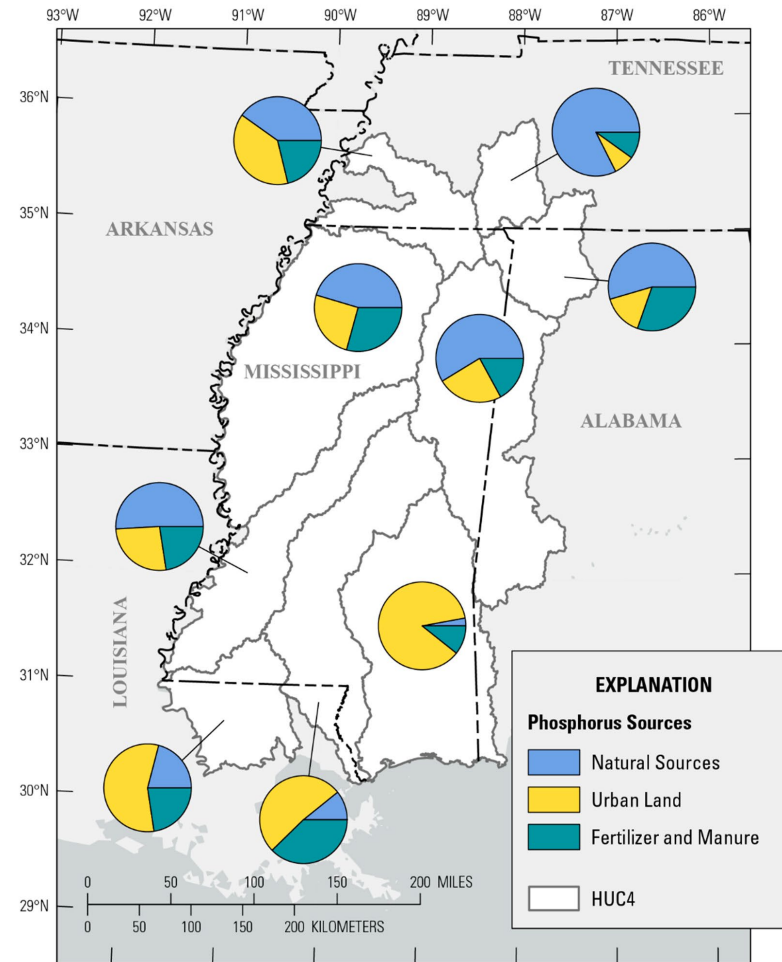 93°W 92°W 91°W 90°W 89°W 88°W 87°W 86°W
36°N
35°N
34°N
33°N
32°N
31°N
30°N
29°N
TENNESSEE
ARKANSAS
MISSISSIPPI
ALABAMA
LOUISIANA
EXPLANATION
Phosphorus Sources
Natural Sources
Urban Land
Fertilizer and Manure
HUC4
0 50 100 150 200 MILES
0 50 100 150 200 KILOMETERS